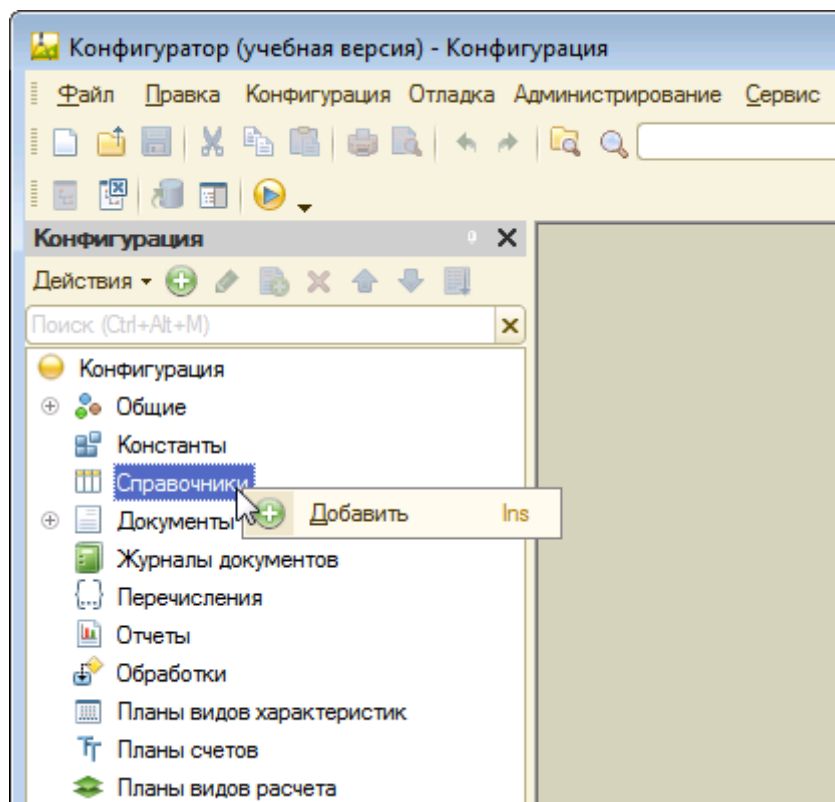 Конфигуратор (учебная версия) - Конфигурация
Файл Правка Конфигурация Отладка Администрирование Сервис
Конфигурация
Действия
Поиск (Ctrl+Alt+M)
Конфигурация
Общие
Константы
Справочники
Добавить Ins
Документы
Журналы документов
Перечисления
Отчеты
Обработки
Планы видов характеристик
Планы счетов
Планы видов расчета